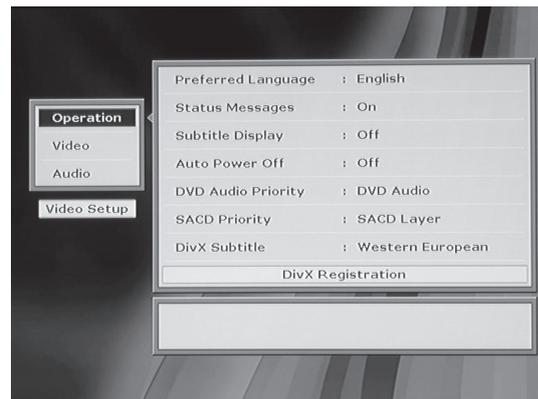 Operation
Video
Audio
Video Setup
Preferred Language : English
Status Messages : On
Subtitle Display : Off
Auto Power Off : Off
DVD Audio Priority : DVD Audio
SACD Priority : SACD Layer
DivX Subtitle : Western European
DivX Registration